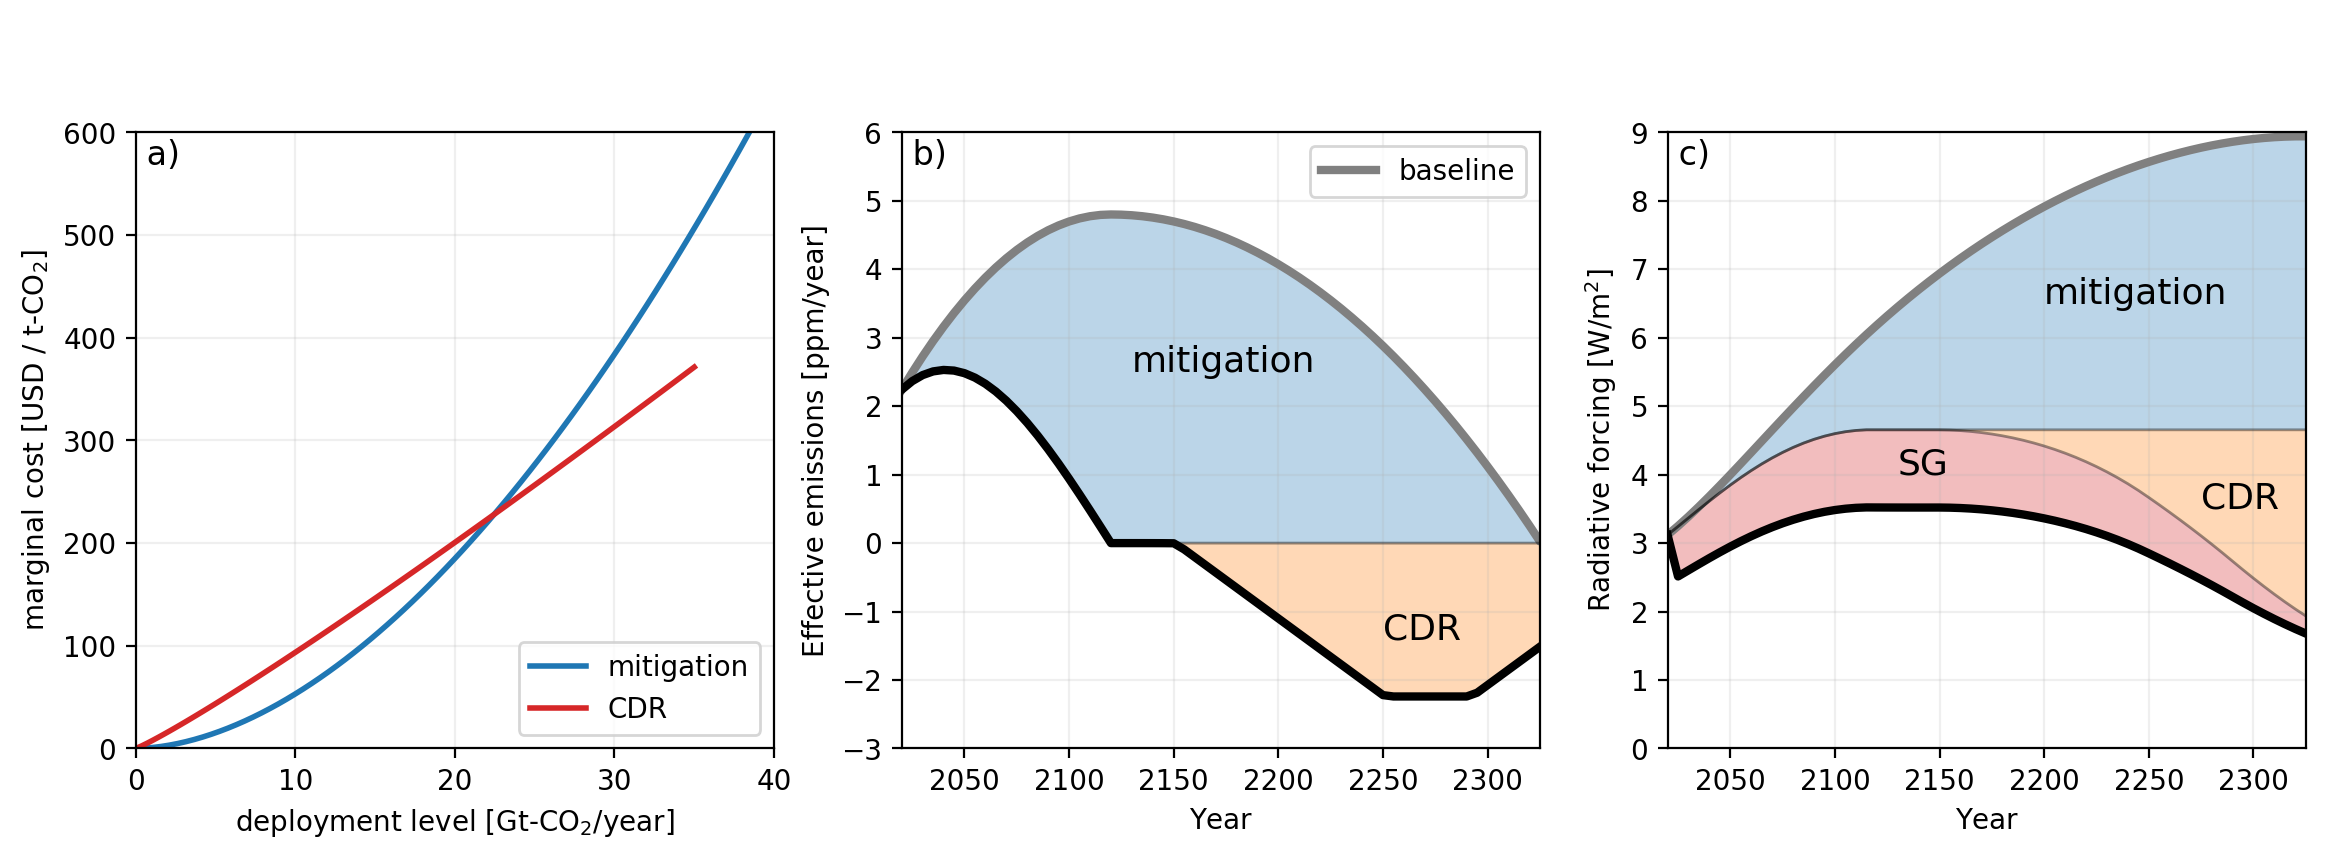 a)
600
500
400
300
200
100
0
0 10 20 30 40
marginal cost [USD / t-CO₂]
deployment level [Gt-CO₂/year]
mitigation
CDR
b)
baseline
6
5
4
3
2
1
0
−1
−2
−3
2050 2100 2150 2200 2250 2300
Effective emissions [ppm/year]
Year
mitigation
CDR
c)
9
8
7
6
5
4
3
2
1
0
2050 2100 2150 2200 2250 2300
Radiative forcing [W/m²]
Year
mitigation
SG
CDR